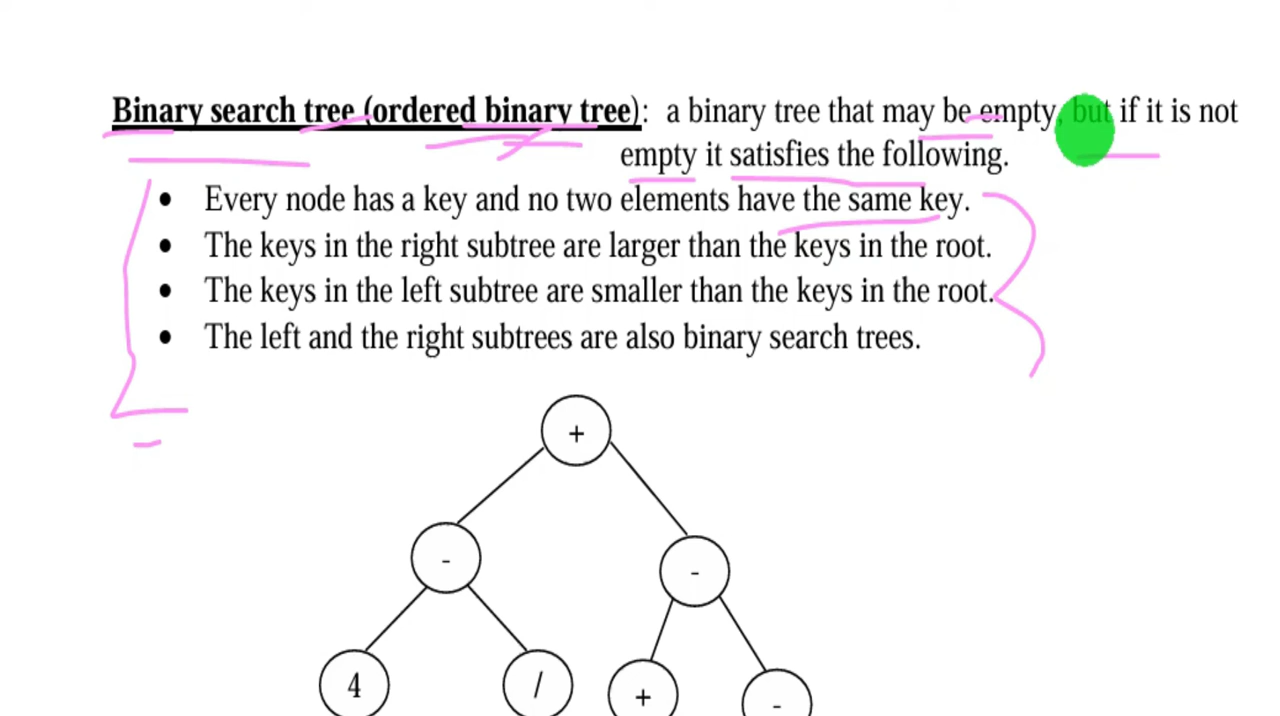 Binary search tree (ordered binary tree): a binary tree that may be empty, but if it is not
empty it satisfies the following.
• Every node has a key and no two elements have the same key.
• The keys in the right subtree are larger than the keys in the root.
• The keys in the left subtree are smaller than the keys in the root.
• The left and the right subtrees are also binary search trees.
+
- -
4 / + -